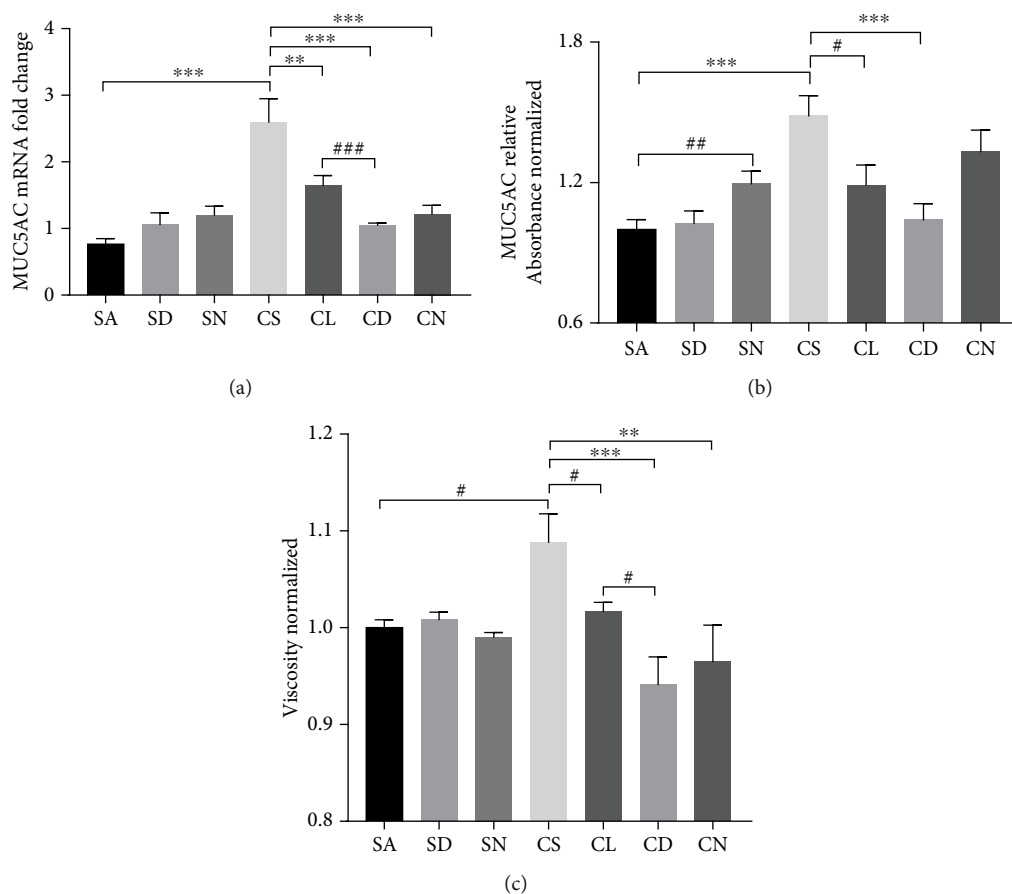 MUC5AC mRNA fold change
4
3
2
1
0
***
***
***
**
###
SA SD SN CS CL CD CN
(a)
MUC5AC relative
Absorbance normalized
1.8
1.2
0.6
***
#
***
##
SA SD SN CS CL CD CN
(b)
Viscosity normalized
1.2
1.1
1.0
0.9
0.8
**
***
#
#
#
SA SD SN CS CL CD CN
(c)